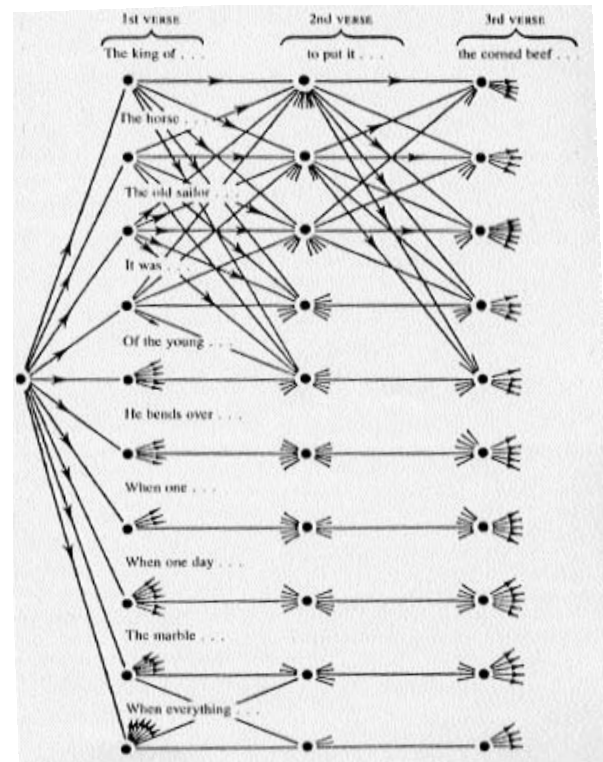 1st VERSE 2nd VERSE 3rd VERSE
The king of . . . to put it . . . the corned beef . . .
The horse . . .
The old sailor . . .
It was . . .
Of the young . . .
He bends over . . .
When one . . .
When one day . . .
The marble . . .
When everything . . .